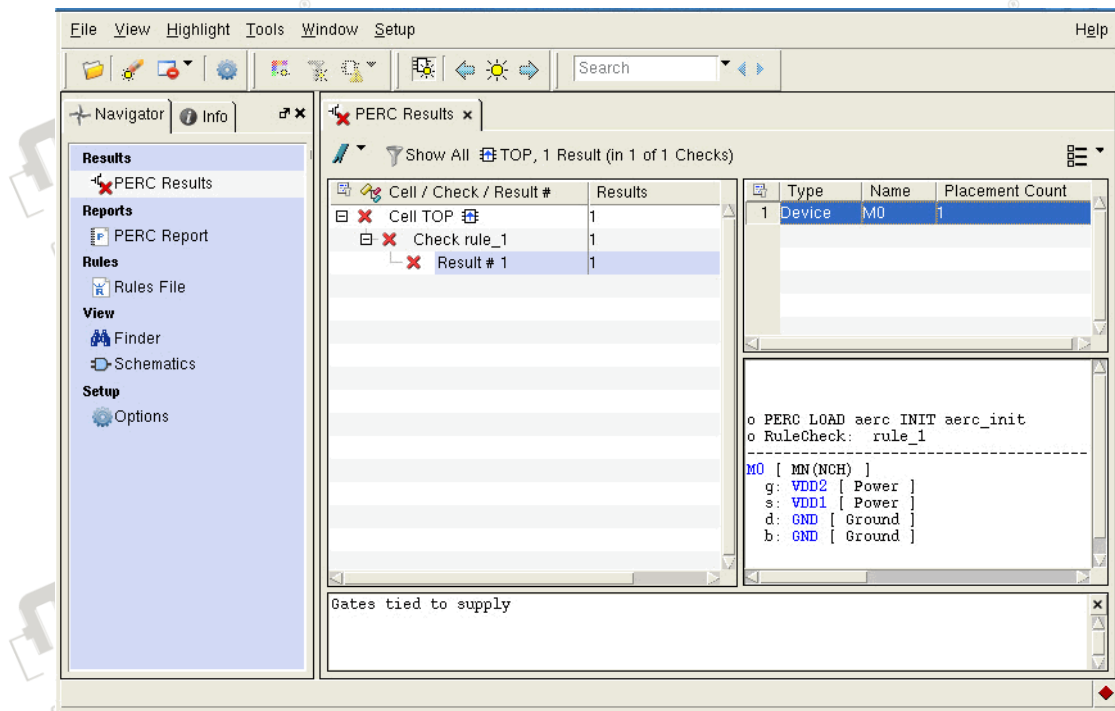 File View Highlight Tools Window Setup Help
Search
Navigator Info
Results
PERC Results
Reports
PERC Report
Rules
Rules File
View
Finder
Schematics
Setup
Options
PERC Results
Show All TOP, 1 Result (in 1 of 1 Checks)
Cell / Check / Result # Results
Cell TOP 1
Check rule_1 1
Result # 1 1
Type Name Placement Count
1 Device M0 1
o PERC LOAD aerc INIT aerc_init
o RuleCheck: rule_1
----------------------------------------
M0 [ MN(NCH) ]
g: VDD2 [ Power ]
s: VDD1 [ Power ]
d: GND [ Ground ]
b: GND [ Ground ]
Gates tied to supply